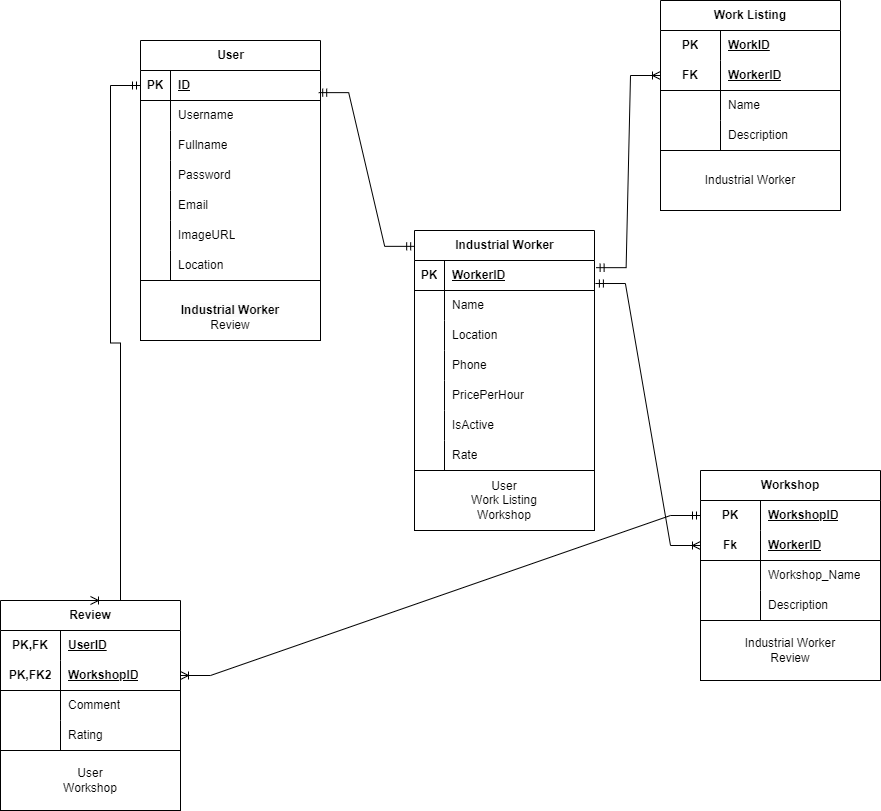 Work Listing
PK WorkID
FK WorkerID
Name
Description
Industrial Worker
User
PK ID
Username
Fullname
Password
Email
ImageURL
Location
Industrial Worker
Review
Industrial Worker
PK WorkerID
Name
Location
Phone
PricePerHour
IsActive
Rate
User
Work Listing
Workshop
Workshop
PK WorkshopID
Fk WorkerID
Workshop_Name
Description
Industrial Worker
Review
Review
PK,FK UserID
PK,FK2 WorkshopID
Comment
Rating
User
Workshop